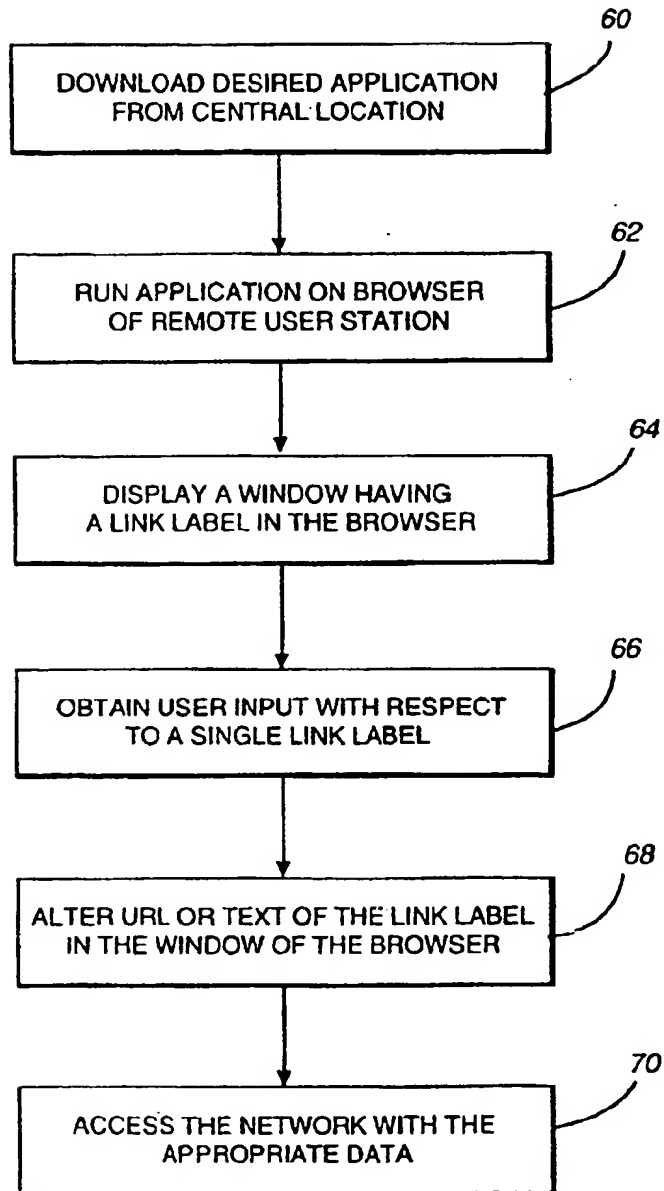 60
DOWNLOAD DESIRED APPLICATION
FROM CENTRAL LOCATION
62
RUN APPLICATION ON BROWSER
OF REMOTE USER STATION
64
DISPLAY A WINDOW HAVING
A LINK LABEL IN THE BROWSER
66
OBTAIN USER INPUT WITH RESPECT
TO A SINGLE LINK LABEL
68
ALTER URL OR TEXT OF THE LINK LABEL
IN THE WINDOW OF THE BROWSER
70
ACCESS THE NETWORK WITH THE
APPROPRIATE DATA